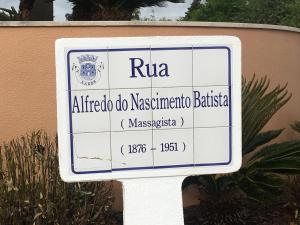 Rua
Alfredo do Nascimento Batista
( Massagista )
( 1876 - 1951 )